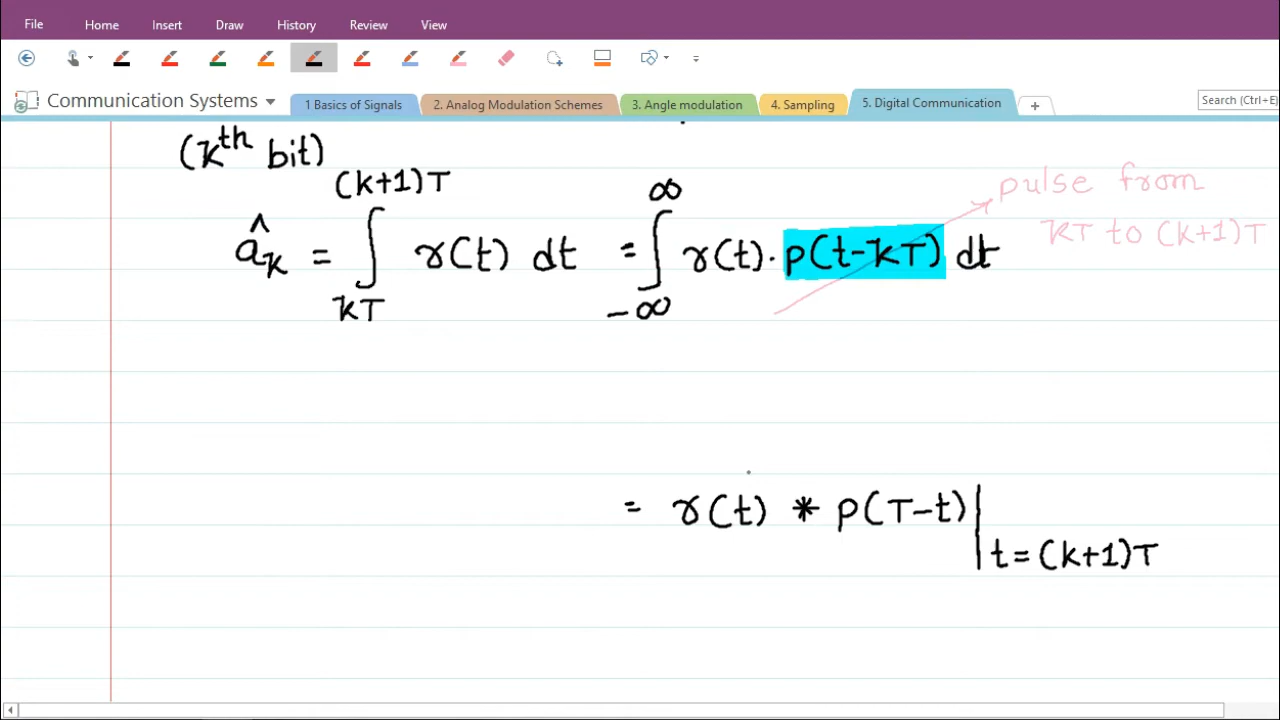 File Home Insert Draw History Review View
Communication Systems 1 Basics of Signals 2. Analog Modulation Schemes 3. Angle modulation 4. Sampling 5. Digital Communication + Search (Ctrl+E)
(kth bit)
âk = ∫_{kT}^{(k+1)T} r(t) dt = ∫_{-∞}^{∞} r(t) · p(t-kT) dt
pulse from
kT to (k+1)T
= r(t) * p(T-t) |_{t=(k+1)T}